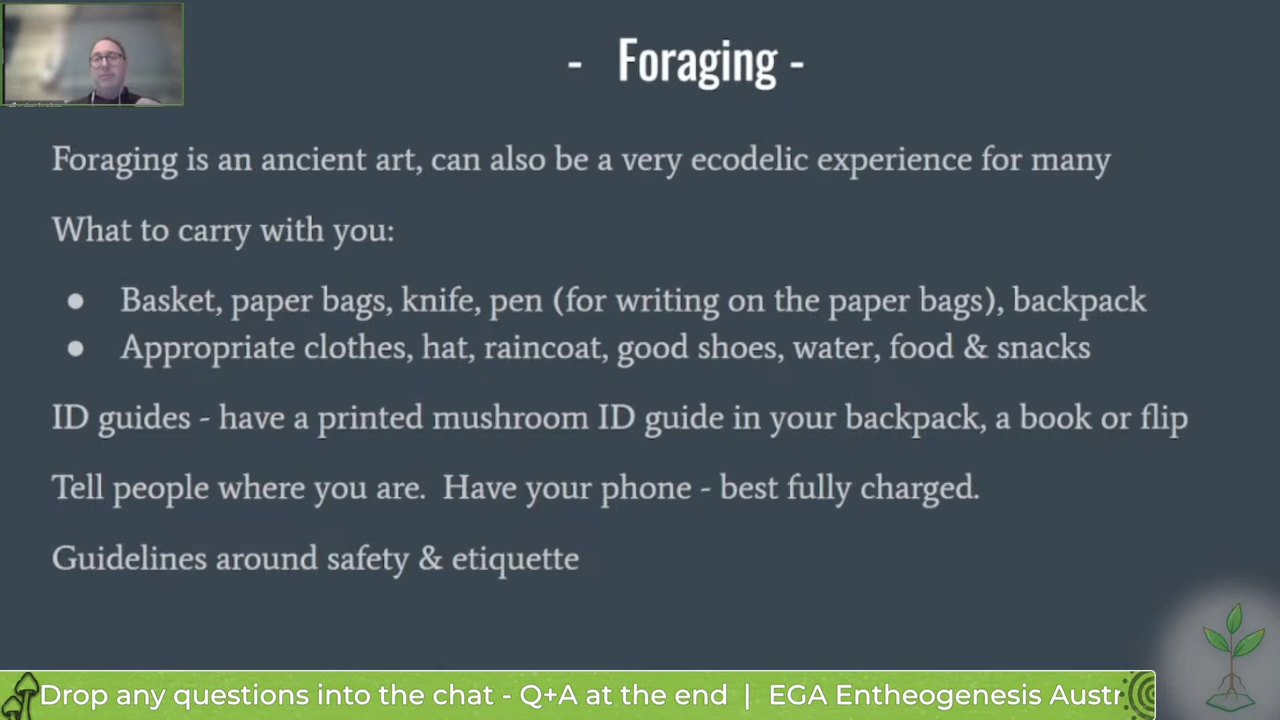 - Foraging -
Foraging is an ancient art, can also be a very ecodelic experience for many
What to carry with you:
● Basket, paper bags, knife, pen (for writing on the paper bags), backpack
● Appropriate clothes, hat, raincoat, good shoes, water, food & snacks
ID guides - have a printed mushroom ID guide in your backpack, a book or flip
Tell people where you are.  Have your phone - best fully charged.
Guidelines around safety & etiquette
Drop any questions into the chat - Q+A at the end | EGA Entheogenesis Austr